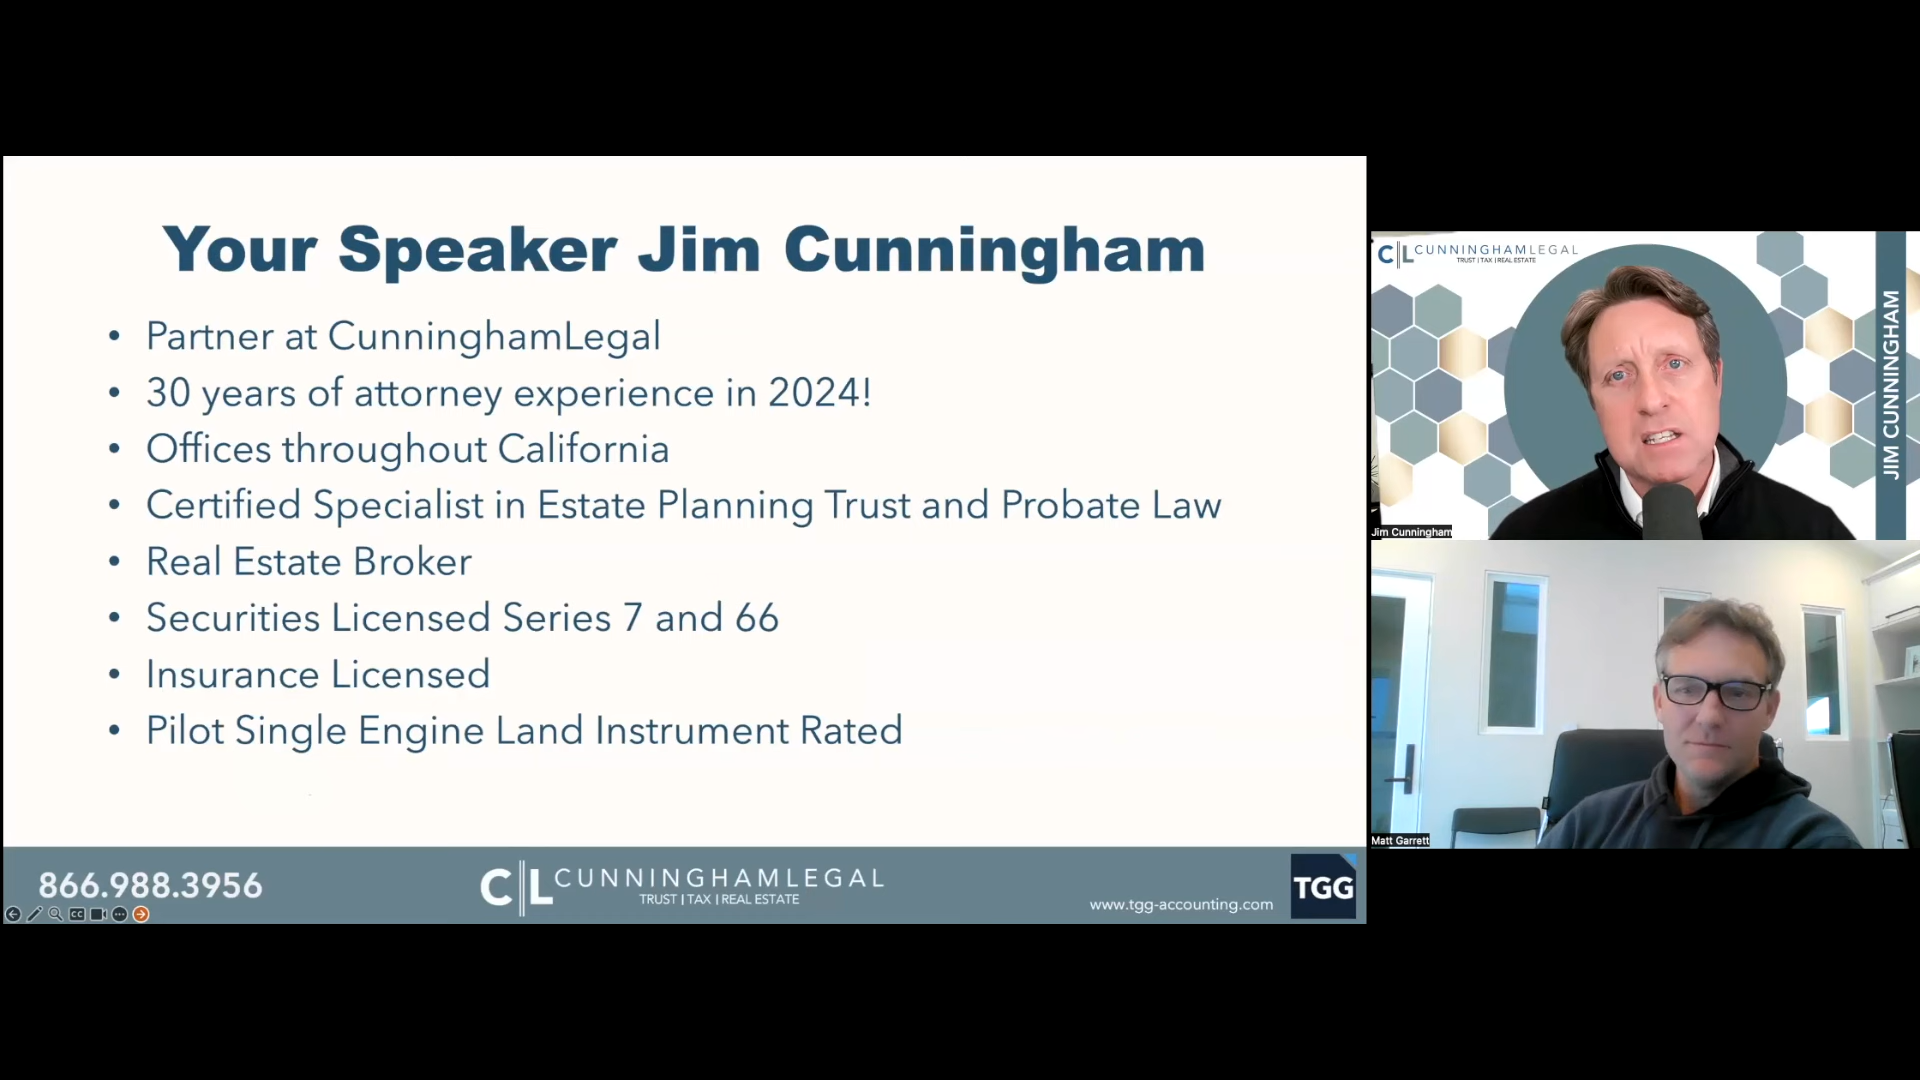 Your Speaker Jim Cunningham
• Partner at CunninghamLegal
• 30 years of attorney experience in 2024!
• Offices throughout California
• Certified Specialist in Estate Planning Trust and Probate Law
• Real Estate Broker
• Securities Licensed Series 7 and 66
• Insurance Licensed
• Pilot Single Engine Land Instrument Rated
866.988.3956
CL CUNNINGHAMLEGAL
TRUST | TAX | REAL ESTATE
www.tgg-accounting.com
TGG
CC
CL CUNNINGHAMLEGAL
TRUST | TAX | REAL ESTATE
JIM CUNNINGHAM
Jim Cunningham
Matt Garrett